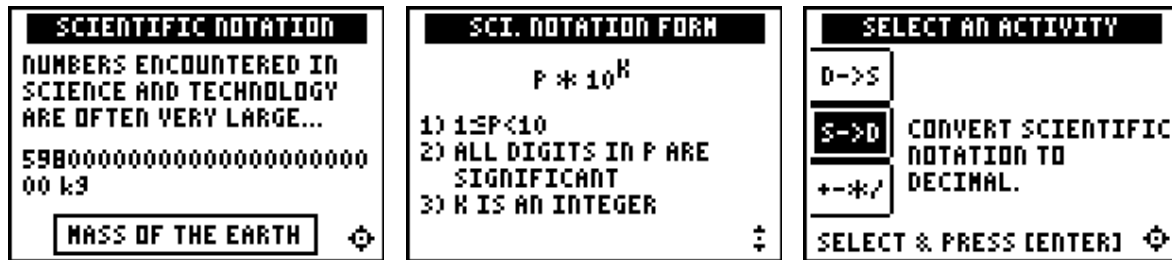 SCIENTIFIC NOTATION
NUMBERS ENCOUNTERED IN
SCIENCE AND TECHNOLOGY
ARE OFTEN VERY LARGE...
59800000000000000000000
00 kg
MASS OF THE EARTH
SCI. NOTATION FORM
P * 10^K
1) 1≤P<10
2) ALL DIGITS IN P ARE
SIGNIFICANT
3) K IS AN INTEGER
SELECT AN ACTIVITY
D->S
S->D
+-*/
CONVERT SCIENTIFIC
NOTATION TO
DECIMAL.
SELECT & PRESS [ENTER]